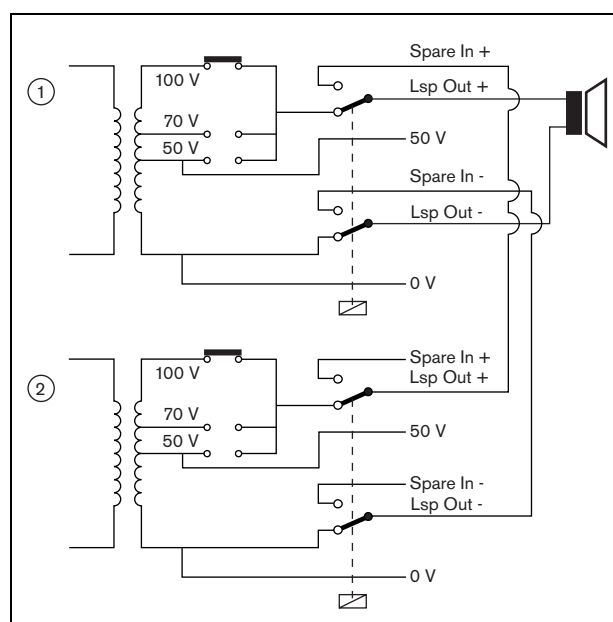 Spare In +
1
100 V
Lsp Out +
70 V
50 V
50 V
Spare In -
Lsp Out -
0 V
Spare In +
2
100 V
Lsp Out +
70 V
50 V
50 V
Spare In -
Lsp Out -
0 V